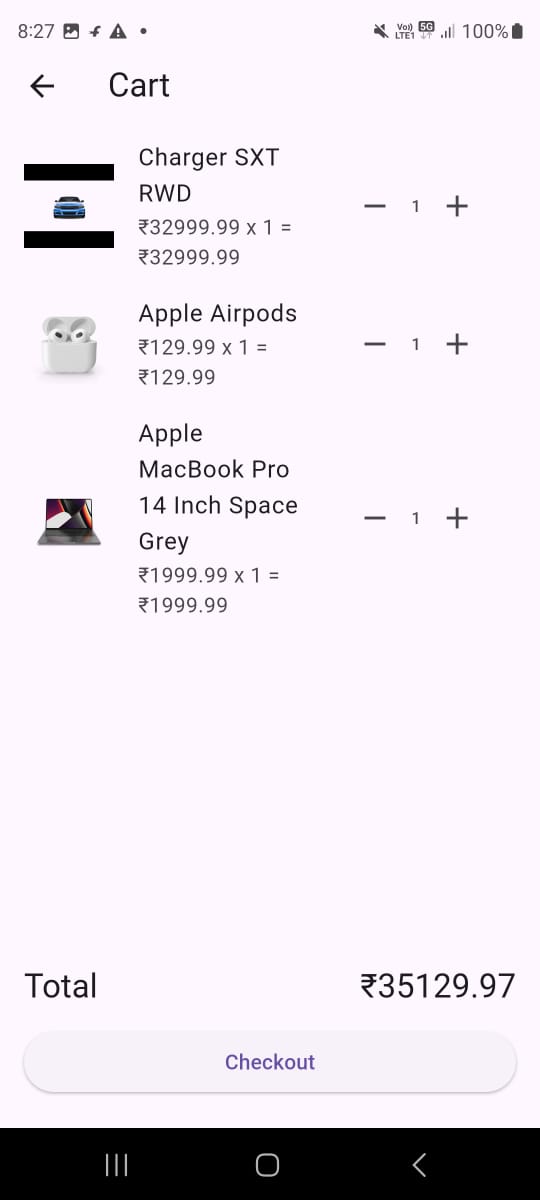 8:27
Vo)) 5G LTE1 100%
Cart
Charger SXT
RWD
₹32999.99 x 1 =
₹32999.99
1
Apple Airpods
₹129.99 x 1 =
₹129.99
1
Apple
MacBook Pro
14 Inch Space
Grey
₹1999.99 x 1 =
₹1999.99
1
Total
₹35129.97
Checkout